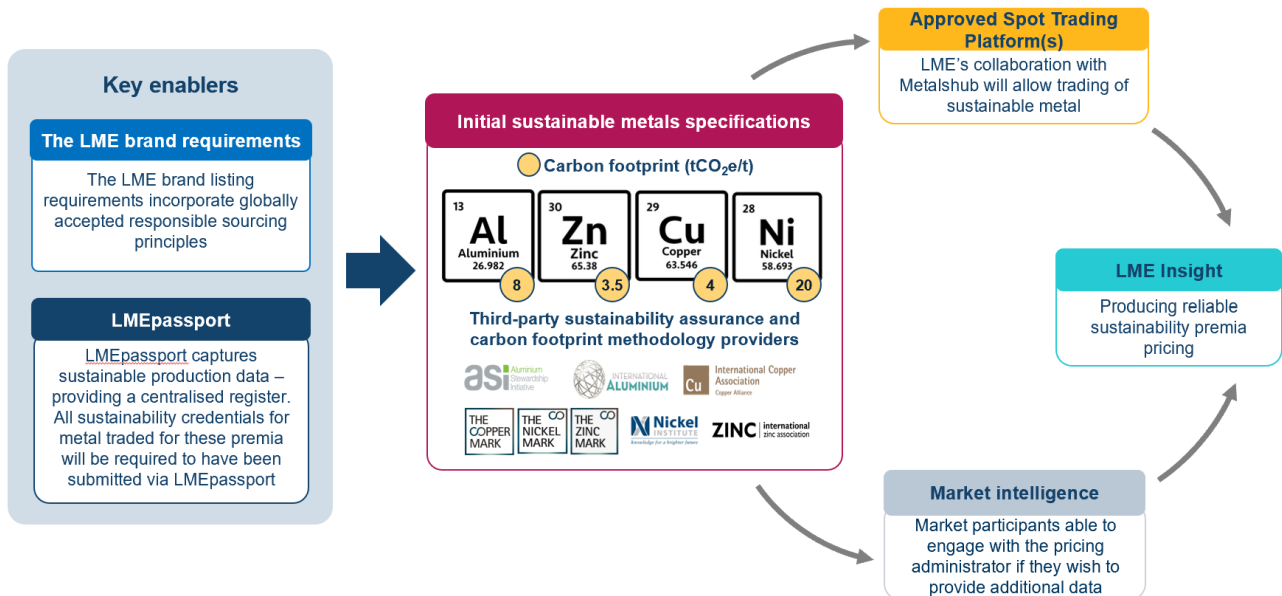 Key enablers
The LME brand requirements
The LME brand listing
requirements incorporate globally
accepted responsible sourcing
principles
LMEpassport
LMEpassport captures
sustainable production data –
providing a centralised register.
All sustainability credentials for
metal traded for these premia
will be required to have been
submitted via LMEpassport
Initial sustainable metals specifications
Carbon footprint (tCO₂e/t)
13
Al
Aluminium
26.982
8
30
Zn
Zinc
65.38
3.5
29
Cu
Copper
63.546
4
28
Ni
Nickel
58.693
20
Third-party sustainability assurance and
carbon footprint methodology providers
asi Aluminium
Stewardship
Initiative
INTERNATIONAL
ALUMINIUM
Cu
International Copper
Association
Copper Alliance
THE
COPPER
MARK
THE
NICKEL
MARK
THE
ZINC
MARK
Nickel
INSTITUTE
knowledge for a brighter future
ZINC international
zinc association
Approved Spot Trading
Platform(s)
LME's collaboration with
Metalshub will allow trading of
sustainable metal
LME Insight
Producing reliable
sustainability premia
pricing
Market intelligence
Market participants able to
engage with the pricing
administrator if they wish to
provide additional data